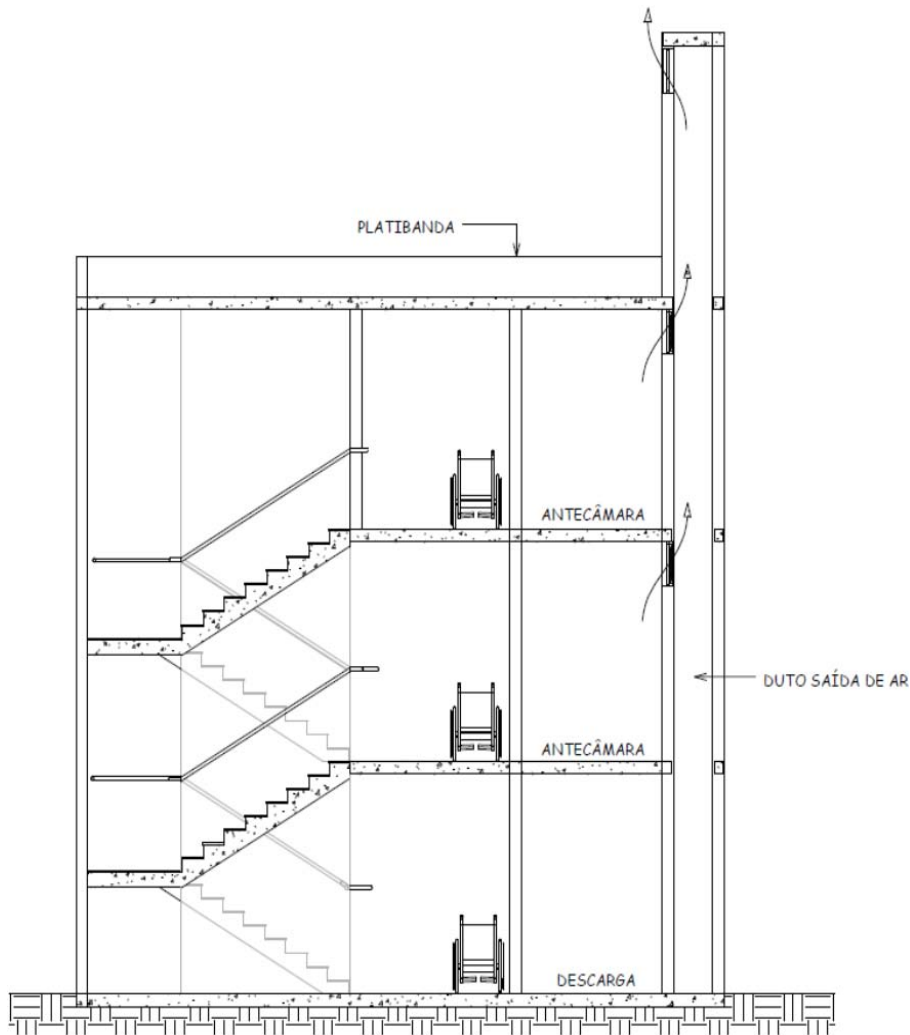 PLATIBANDA
ANTECÂMARA
DUTO SAÍDA DE AR
ANTECÂMARA
DESCARGA